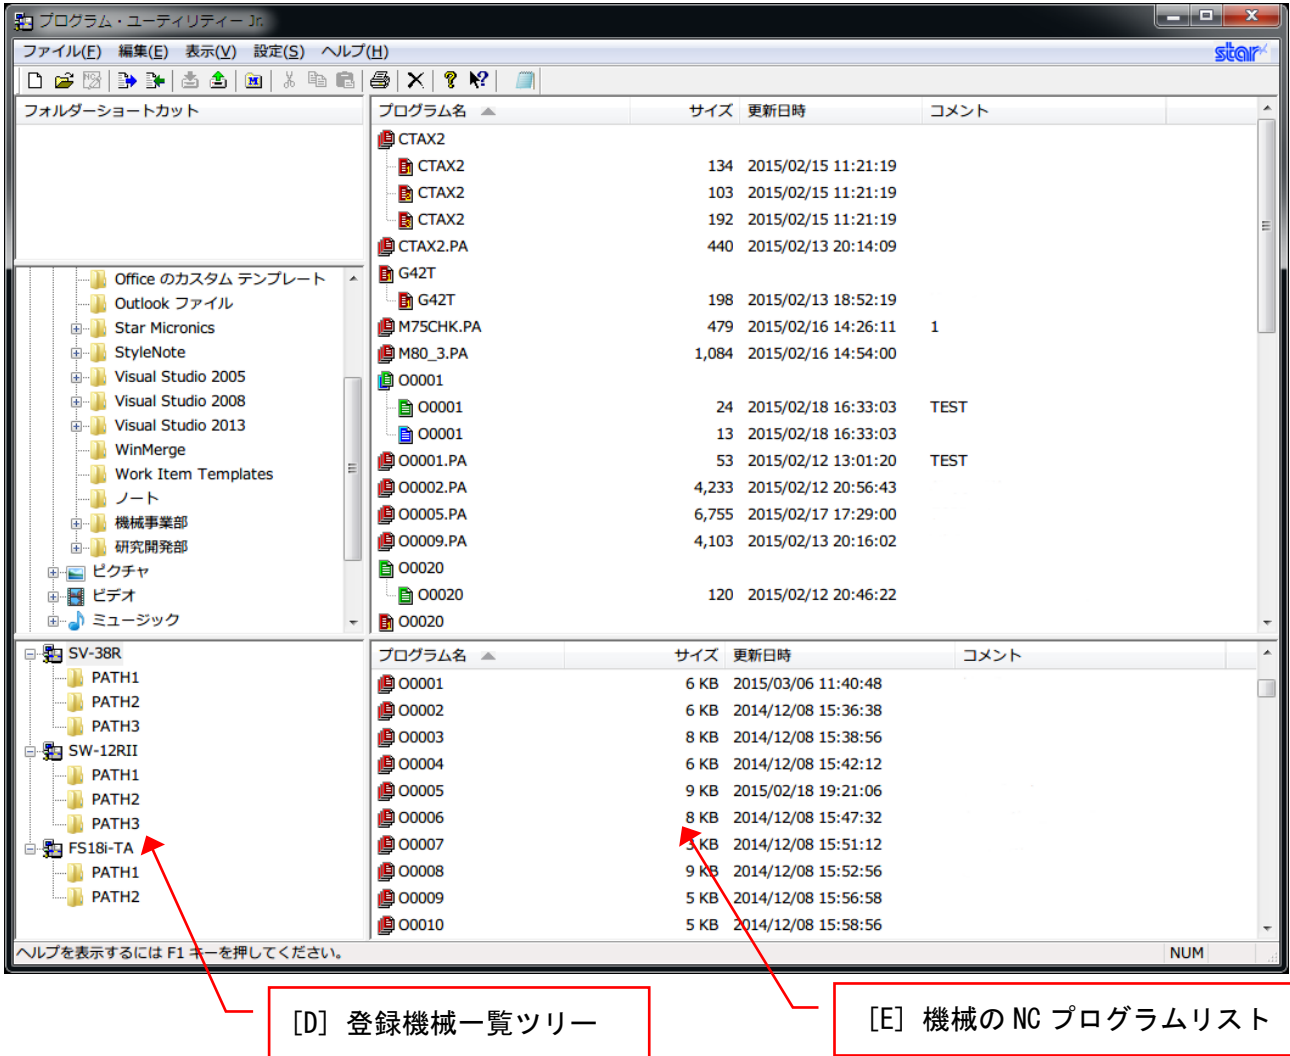 プログラム・ユーティリティー Jr.
ファイル(F) 編集(E) 表示(V) 設定(S) ヘルプ(H)
star
フォルダーショートカット
プログラム名 サイズ 更新日時 コメント
CTAX2
CTAX2 134 2015/02/15 11:21:19
CTAX2 103 2015/02/15 11:21:19
CTAX2 192 2015/02/15 11:21:19
CTAX2.PA 440 2015/02/13 20:14:09
G42T
G42T 198 2015/02/13 18:52:19
M75CHK.PA 479 2015/02/16 14:26:11 1
M80_3.PA 1,084 2015/02/16 14:54:00
O0001
O0001 24 2015/02/18 16:33:03 TEST
O0001 13 2015/02/18 16:33:03
O0001.PA 53 2015/02/12 13:01:20 TEST
O0002.PA 4,233 2015/02/12 20:56:43
O0005.PA 6,755 2015/02/17 17:29:00
O0009.PA 4,103 2015/02/13 20:16:02
O0020
O0020 120 2015/02/12 20:46:22
O0020
Office のカスタム テンプレート
Outlook ファイル
Star Micronics
StyleNote
Visual Studio 2005
Visual Studio 2008
Visual Studio 2013
WinMerge
Work Item Templates
ノート
機械事業部
研究開発部
ピクチャ
ビデオ
ミュージック
SV-38R
PATH1
PATH2
PATH3
SW-12RII
PATH1
PATH2
PATH3
FS18i-TA
PATH1
PATH2
プログラム名 サイズ 更新日時 コメント
O0001 6 KB 2015/03/06 11:40:48
O0002 6 KB 2014/12/08 15:36:38
O0003 8 KB 2014/12/08 15:38:56
O0004 6 KB 2014/12/08 15:42:12
O0005 9 KB 2015/02/18 19:21:06
O0006 8 KB 2014/12/08 15:47:32
O0007 KB 2014/12/08 15:51:12
O0008 9 KB 2014/12/08 15:52:56
O0009 5 KB 2014/12/08 15:56:58
O0010 5 KB 2014/12/08 15:58:56
ヘルプを表示するには F1 キーを押してください。
NUM
[D] 登録機械一覧ツリー
[E] 機械の NC プログラムリスト